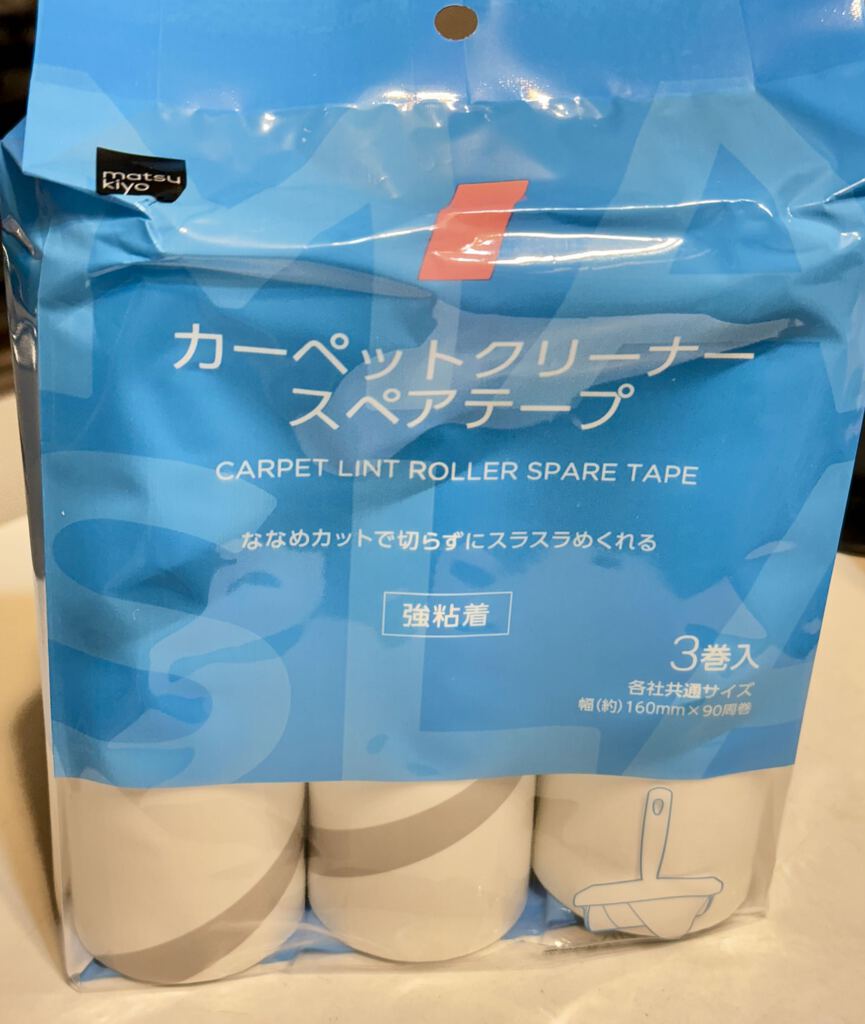 matsu
kiyo
カーペットクリーナー
スペアテープ
CARPET LINT ROLLER SPARE TAPE
ななめカットで切らずにスラスラめくれる
強粘着
3巻入
各社共通サイズ
幅(約)160mm×90周巻